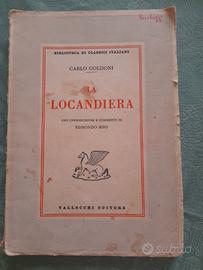 BIBLIOTECA DI CLASSICI ITALIANI
CARLO GOLDONI
LA
LOCANDIERA
CON INTRODUZIONE E COMMENTO DI
EDMONDO RHO
VALLECCHI EDITORE
subito